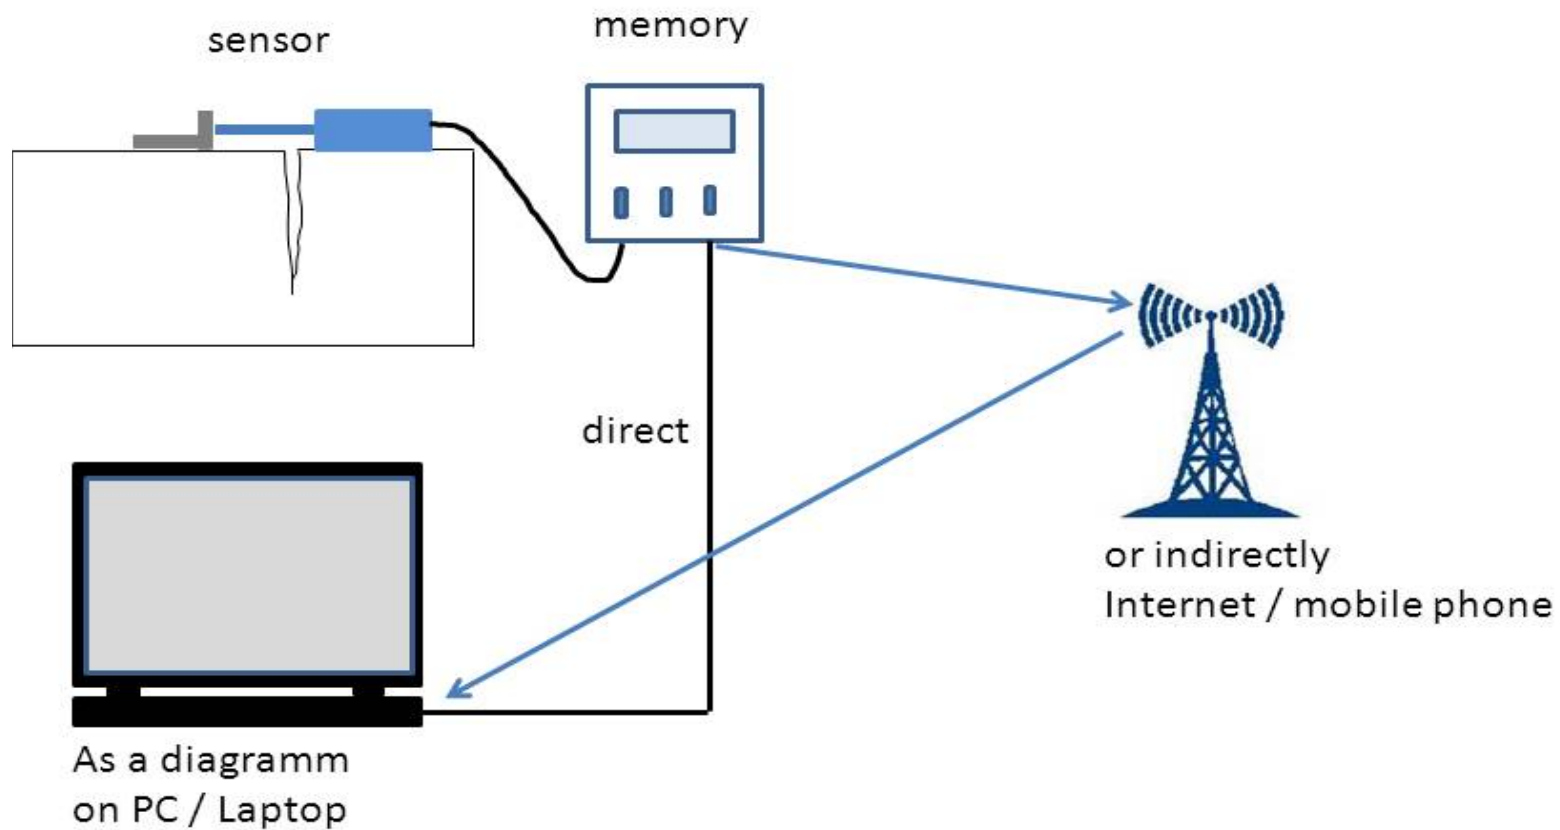 sensor
memory
direct
or indirectly
Internet / mobile phone
As a diagramm
on PC / Laptop